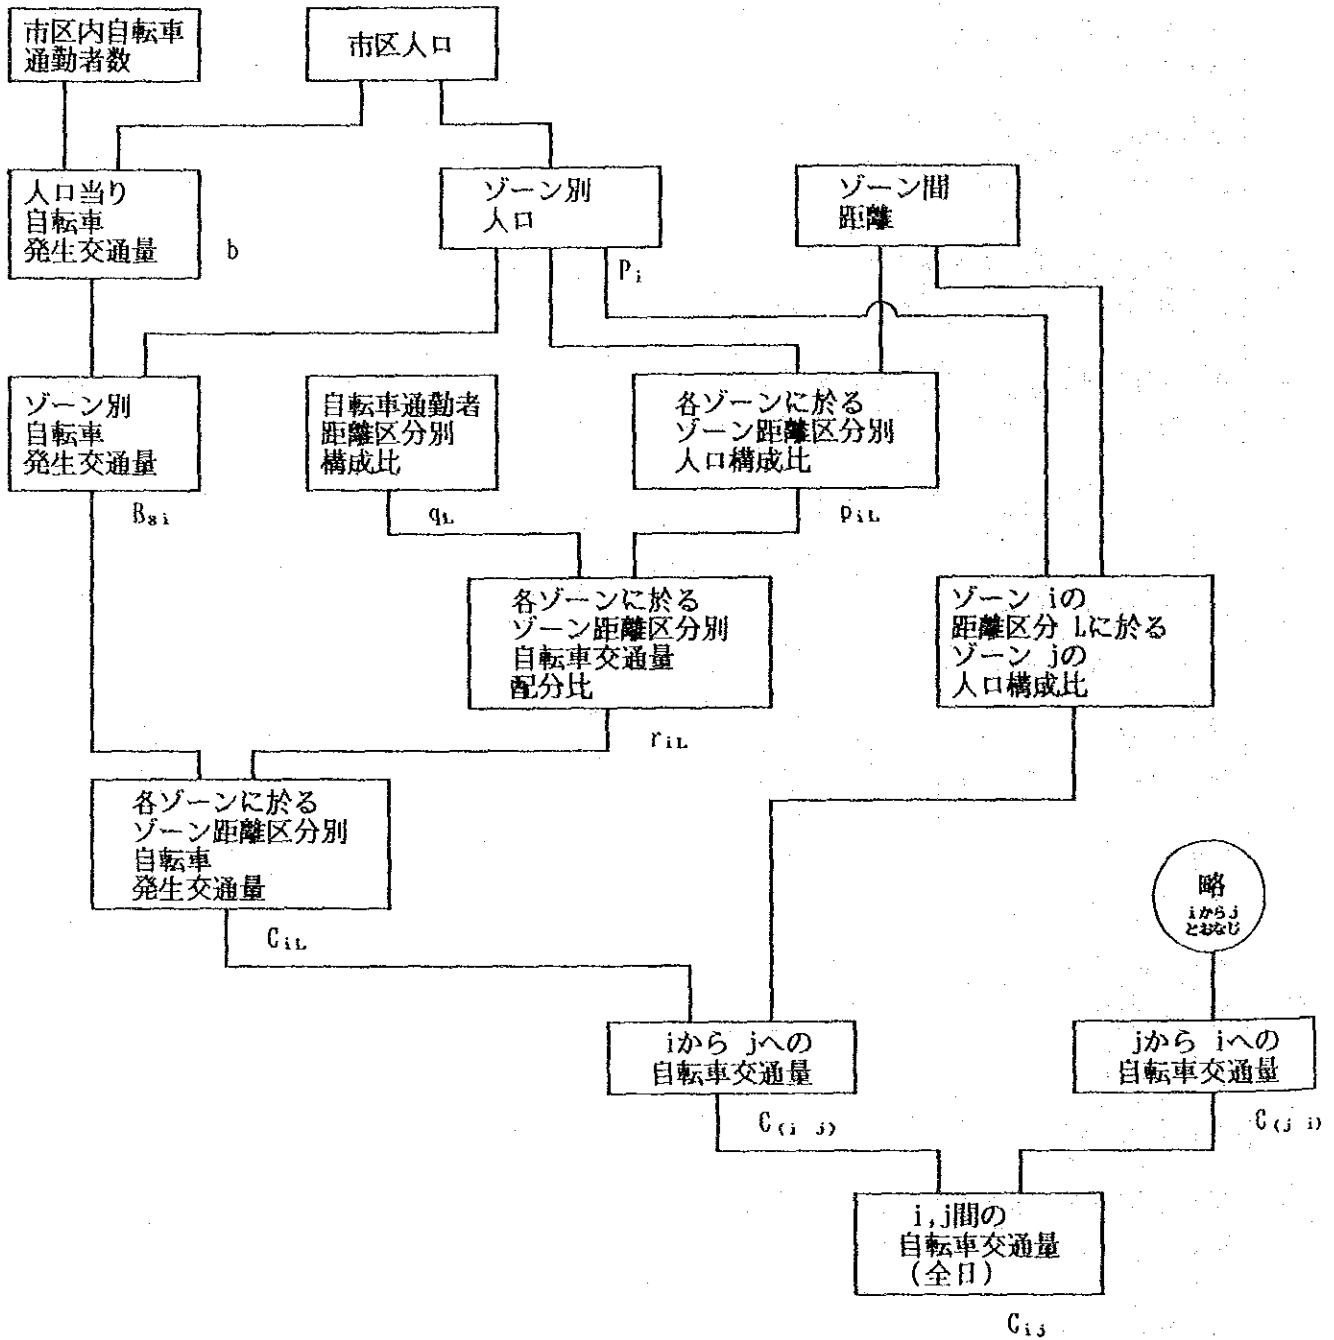 市区内自転車
通勤者数
市区人口
人口当り
自転車
発生交通量
b
ゾーン別
人口
Pi
ゾーン間
距離
ゾーン別
自転車
発生交通量
Bgi
自転車通勤者
距離区分別
構成比
qL
各ゾーンに於る
ゾーン距離区分別
人口構成比
piL
各ゾーンに於る
ゾーン距離区分別
自転車交通量
配分比
riL
ゾーン iの
距離区分 Lに於る
ゾーン jの
人口構成比
各ゾーンに於る
ゾーン距離区分別
自転車
発生交通量
CiL
略
iからj
とおなじ
iから jへの
自転車交通量
C(i j)
jから iへの
自転車交通量
C(j i)
i,j間の
自転車交通量
(全日)
Cij